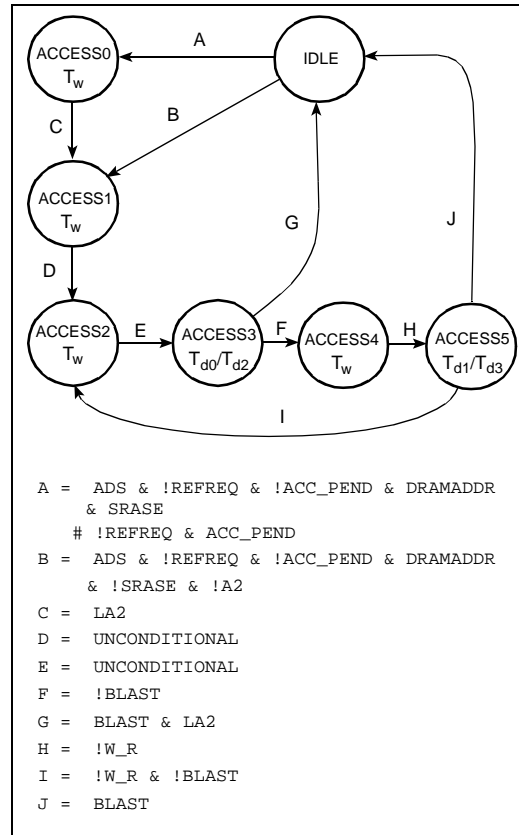 A
ACCESS0
Tw
IDLE
C
B
ACCESS1
Tw
G
J
D
ACCESS2
Tw
E
ACCESS3
Td0/Td2
F
ACCESS4
Tw
H
ACCESS5
Td1/Td3
I
A = ADS & !REFREQ & !ACC_PEND & DRAMADDR
& SRASE
# !REFREQ & ACC_PEND
B = ADS & !REFREQ & !ACC_PEND & DRAMADDR
& !SRASE & !A2
C = LA2
D = UNCONDITIONAL
E = UNCONDITIONAL
F = !BLAST
G = BLAST & LA2
H = !W_R
I = !W_R & !BLAST
J = BLAST